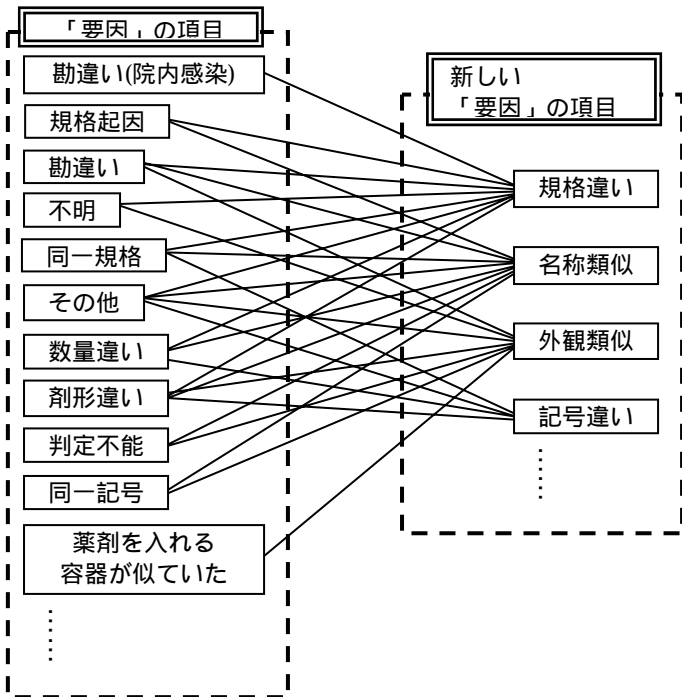 「要因」の項目
勘違い(院内感染)
規格起因
勘違い
不明
同一規格
その他
数量違い
剤形違い
判定不能
同一記号
薬剤を入れる
容器が似ていた
新しい
「要因」の項目
規格違い
名称類似
外観類似
記号違い